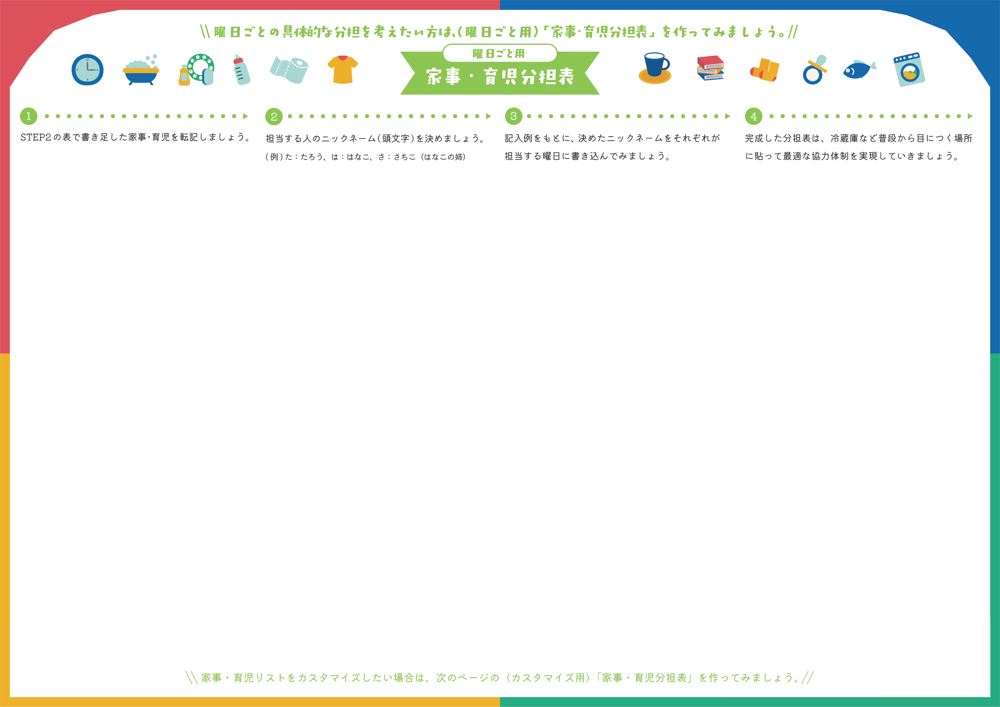 曜日ごとの具体的な分担を考えたい方は、(曜日ごと用)「家事・育児分担表」を作ってみましょう。
曜日ごと用
家事・育児分担表
1
STEP2の表で書き足した家事・育児を転記しましょう。
2
担当する人のニックネーム(頭文字)を決めましょう。
(例)た:たろう、は:はなこ、さ:さちこ(はなこの姉)
3
記入例をもとに、決めたニックネームをそれぞれが
担当する曜日に書き込んでみましょう。
4
完成した分担表は、冷蔵庫など普段から目につく場所
に貼って最適な協力体制を実現していきましょう。
家事・育児リストをカスタマイズしたい場合は、次のページの(カスタマイズ用)「家事・育児分担表」を作ってみましょう。